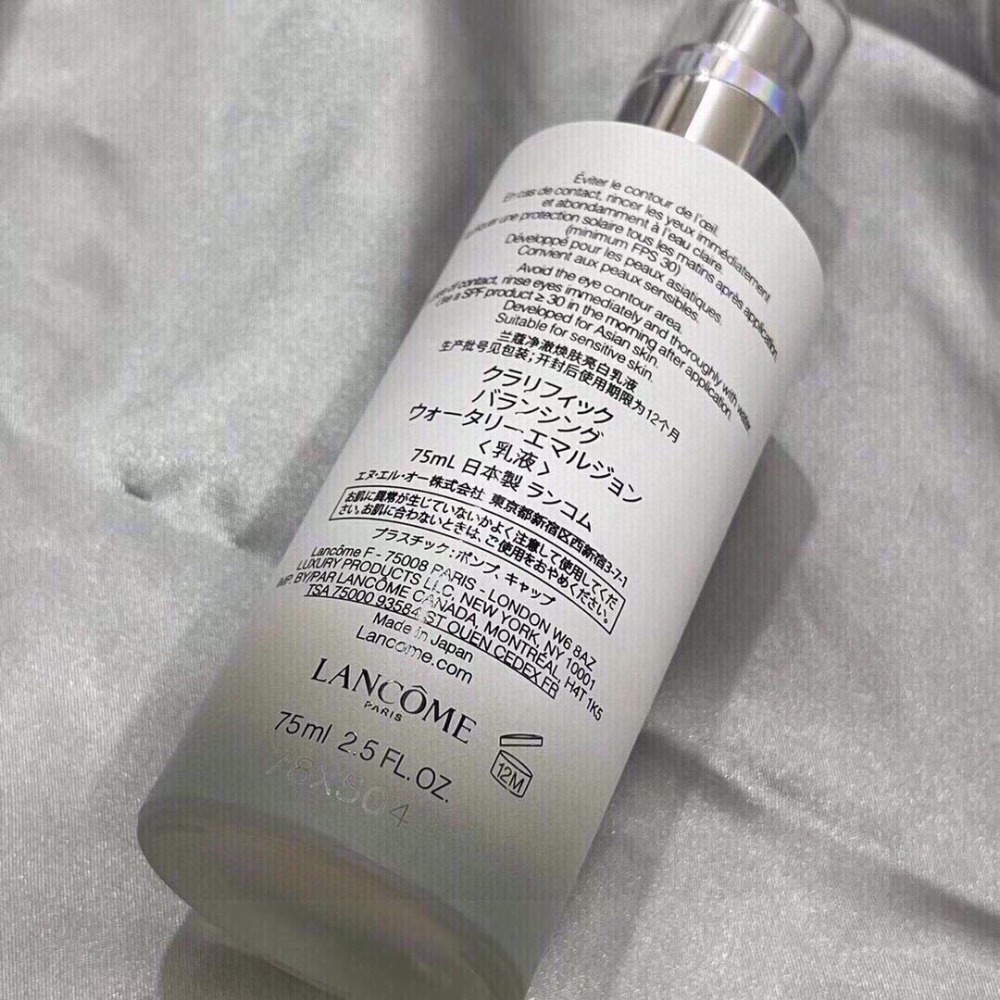 Éviter le contour de l'œil.
En cas de contact, rincer les yeux immédiatement
et abondamment à l'eau claire.
une protection solaire tous les matins après application
(minimum FPS 30)
Développé pour les peaux asiatiques.
Convient aux peaux sensibles.
Avoid the eye contour area.
of contact, rinse eyes immediately and thoroughly with water
Use a SPF product ≥ 30 in the morning after application.
Developed for Asian skin.
Suitable for sensitive skin.
兰蔻净澈焕肤亮白乳液
生产批号见包装;开封后使用期限为12个月
クラリフィック
バランシング
ウォータリーエマルジョン
〈乳液〉
75mL 日本製 ランコム
エヌ・エル・オー株式会社 東京都新宿区西新宿3-7-1
お肌に異常が生じていないかよく注意して使用してくだ
さい。お肌に合わないときは、ご使用をおやめください。
プラスチック:ポンプ、キャップ
Lancôme F - 75008 PARIS - LONDON W6 8AZ
LUXURY PRODUCTS LLC, NEW YORK, NY 10001
IMP. BY/PAR LANCÔME CANADA, MONTRÉAL, H4T 1K5
TSA 75000 93584 ST OUEN CEDEX FR
Made in Japan
Lancome.com
LANCÔME
PARIS
75ml 2.5 FL. OZ.
12M